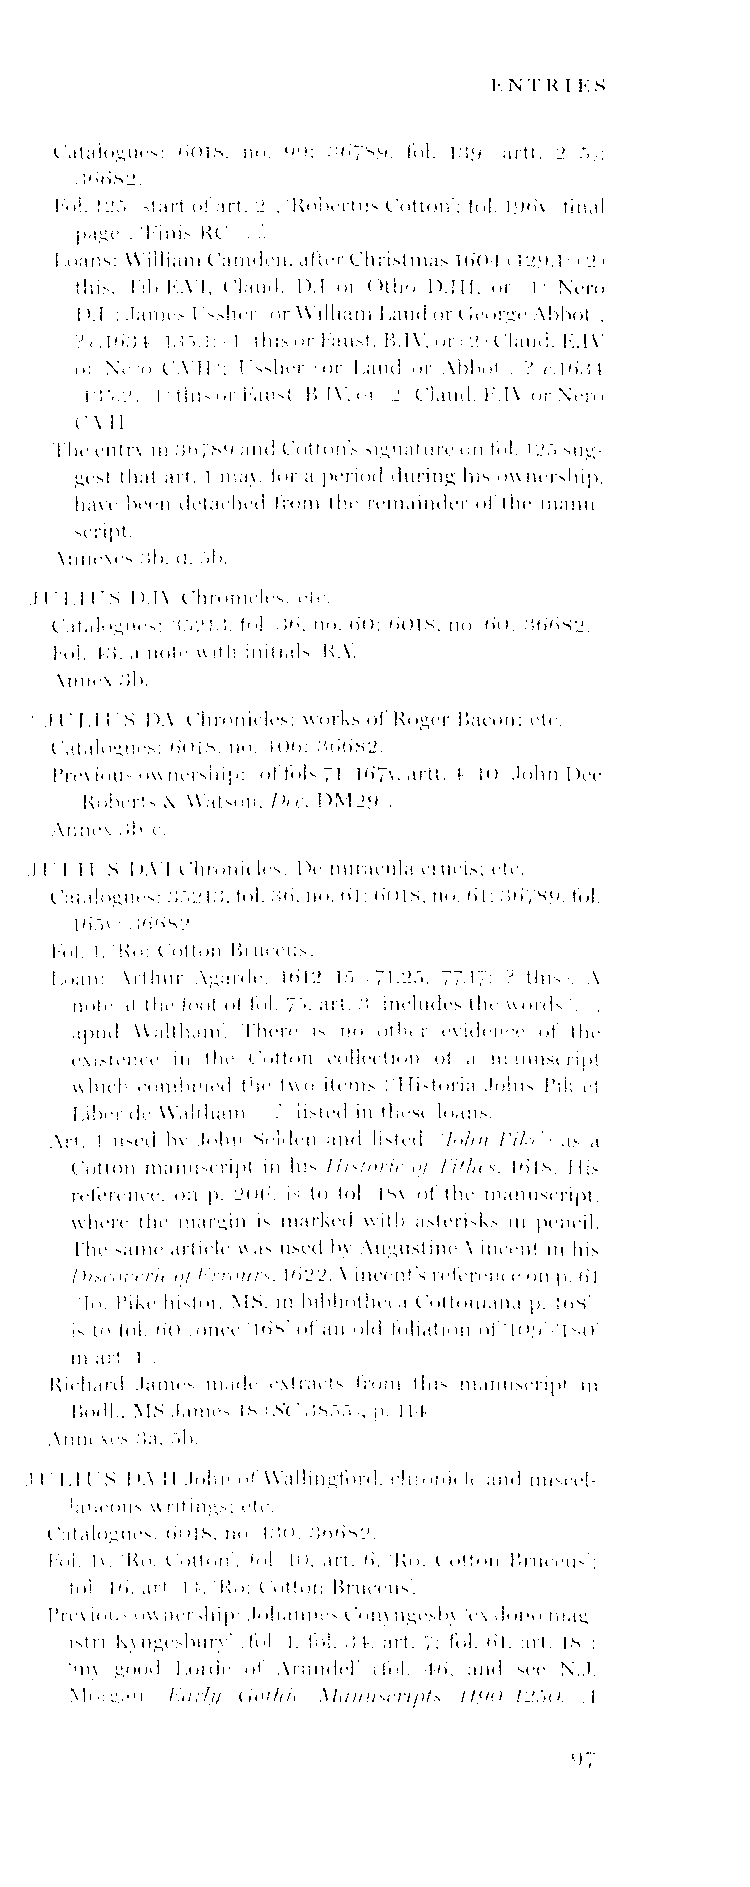 ENTRIES
Catalogues: 6018, no. 99; 36789, fol. 139 (artt. 2–5);
36682.
Fol. 125 (start of art. 2), 'Robertus Cotton'; fol. 196v (final
page), 'Finis RC
Loans: William Camden, after Christmas 1604 (129.1: (2)
this, Tib. E.VI, Claud. D.I or Otho D.III, or (1) Nero
D.I); James Ussher (or William Laud or George Abbot),
? c.1634 (135.1: (1) this or Faust. B.IV, or (2) Claud. E.IV
or Nero C.VII); Ussher (or Laud or Abbot), ? c.1634
(135.2: (1) this or Faust. B.IV, or (2) Claud. E.IV or Nero
C.VII
The entry in 36789 and Cotton's signature on fol. 125 sug-
gest that art. 1 may, for a period during his ownership,
have been detached from the remainder of the manu-
script.
Annexes 3b, 5b.
JULIUS D.IV Chronicles, etc.
Catalogues: 35213, fol. 36, no. 60; 6018, no. 60; 36682.
Fol. 43, a note with initials 'R.V.
Annex 3b.
JULIUS D.V Chronicles; works of Roger Bacon; etc.
Catalogues: 6018, no. 406; 36682.
Previous ownership: (of fols 71–167v, artt. 4–10) John Dee
(Roberts & Watson, Dee, DM29).
Annex 3b
JULIUS D.VI Chronicles; De miracula crucis; etc.
Catalogues: 35213, fol. 36, no. 61; 6018, no. 61; 36789, fol.
165v; 36682.
Fol. 1, 'Ro: Cotton Bruceus'.
Loan: Arthur Agarde, 1612–15 (71.25, 77.17: ? this). A
note at the foot of fol. 75, art. 3, includes the words '. . .
apud Waltham'. There is no other evidence of the
existence in the Cotton collection of a manuscript
which combined the two items ('Historia Johis Pik et
Liber de Waltham . . .') listed in these loans.
Art. 1 used by John Selden and listed ('John Pike') as a
Cotton manuscript in his Historie of Tithes, 1618. His
reference, on p. 206, is to fol. 48v of the manuscript,
where the margin is marked with asterisks in pencil.
The same article was used by Augustine Vincent in his
Discoverie of Errours, 1622. Vincent's reference on p. 61
'Io. Pike histor. MS. in bibliotheca Cottoniana p. 168'
is to fol. 60 (once '168' of an old foliation of '109'–'180'
in art. 1).
Richard James made extracts from this manuscript in
Bodl., MS James 18 (SC 3855), p. 114.
Annexes 3a, 5b.
JULIUS D.VII John of Wallingford, chronicle and miscel-
laneous writings; etc.
Catalogues: 6018, no. 430; 36682.
Fol. 1v, 'Ro. Cotton'; fol. 10, art. 6, 'Ro. Cotton Bruceus';
fol. 46, art. 14, 'Ro: Cotton Bruceus'.
Previous ownership: Johannes Conyngesby 'ex dono mag-
istri Kyngesbury' (fol. 1; fol. 34, art. 7; fol. 61, art. 18);
'my good Lorde of Arundel' (fol. 46, and see N.J.
Morgan, Early Gothic Manuscripts 1190–1250, A
97